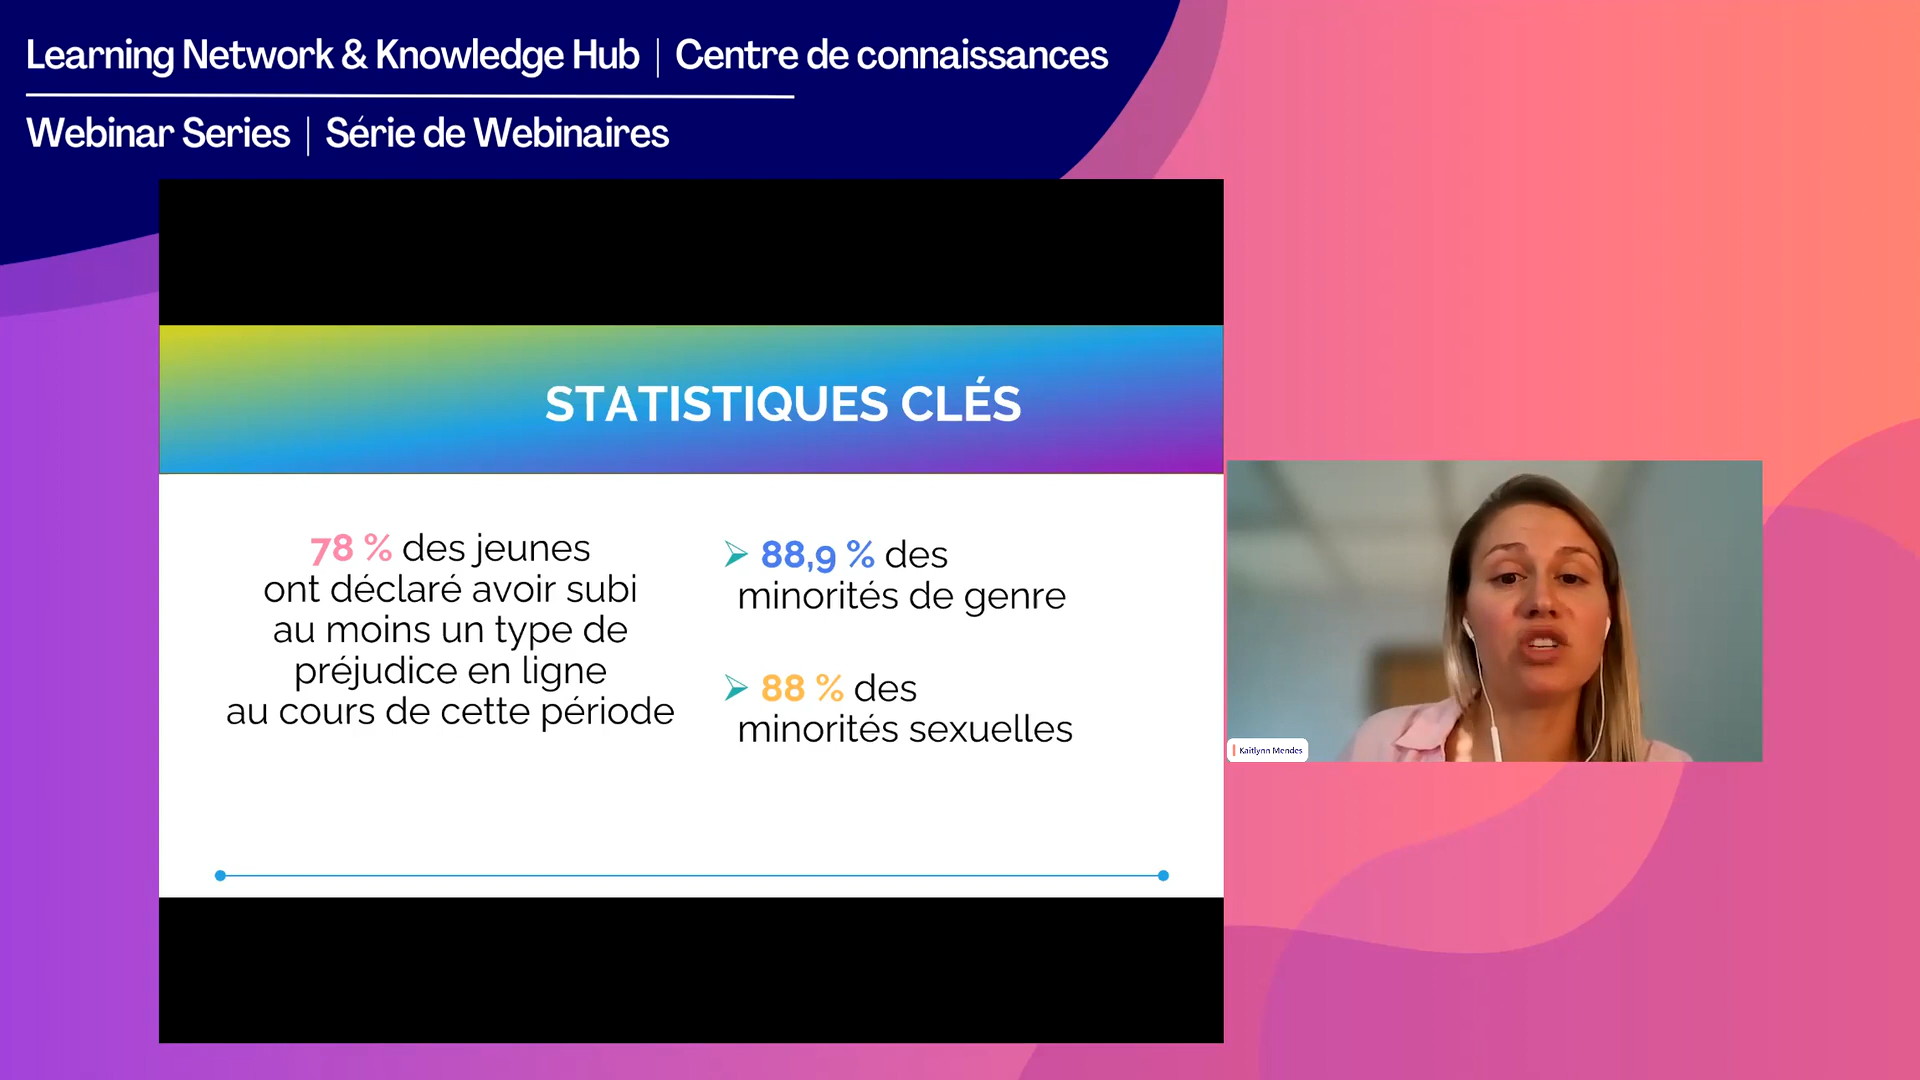 Learning Network & Knowledge Hub | Centre de connaissances
Webinar Series | Série de Webinaires
STATISTIQUES CLÉS
78 % des jeunes
ont déclaré avoir subi
au moins un type de
préjudice en ligne
au cours de cette période
➢ 88,9 % des
minorités de genre
➢ 88 % des
minorités sexuelles
Kaitlynn Mendes